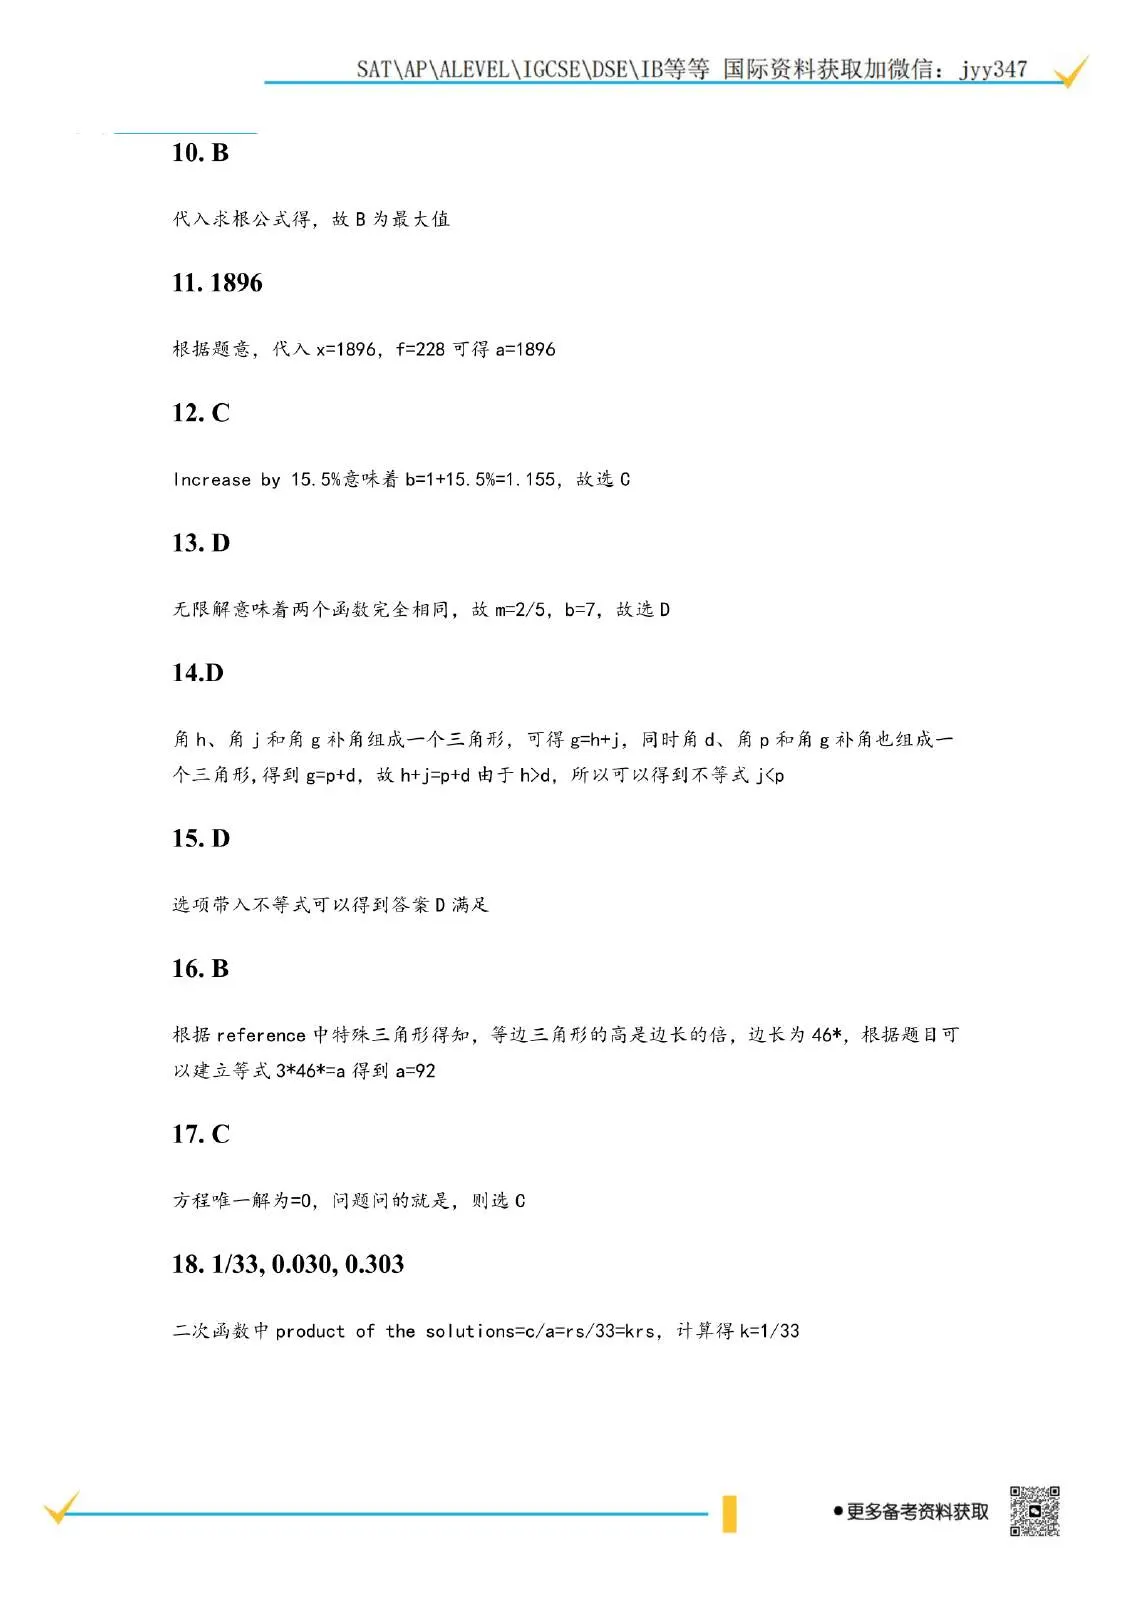 SAT\AP\ALEVEL\IGCSE\DSE\IB等等 国际资料获取加微信：jyy347
10. B
代入求根公式得，故 B 为最大值
11. 1896
根据题意，代入 x=1896，f=228 可得 a=1896
12. C
Increase by 15.5%意味着 b=1+15.5%=1.155，故选 C
13. D
无限解意味着两个函数完全相同，故 m=2/5，b=7，故选 D
14.D
角 h、角 j 和角 g 补角组成一个三角形，可得 g=h+j，同时角 d、角 p 和角 g 补角也组成一
个三角形,得到 g=p+d，故 h+j=p+d 由于 h>d，所以可以得到不等式 j<p
15. D
选项带入不等式可以得到答案 D 满足
16. B
根据 reference 中特殊三角形得知，等边三角形的高是边长的倍，边长为 46*，根据题目可
以建立等式 3*46*=a 得到 a=92
17. C
方程唯一解为=0，问题问的就是，则选 C
18. 1/33, 0.030, 0.303
二次函数中 product of the solutions=c/a=rs/33=krs，计算得 k=1/33
●更多备考资料获取